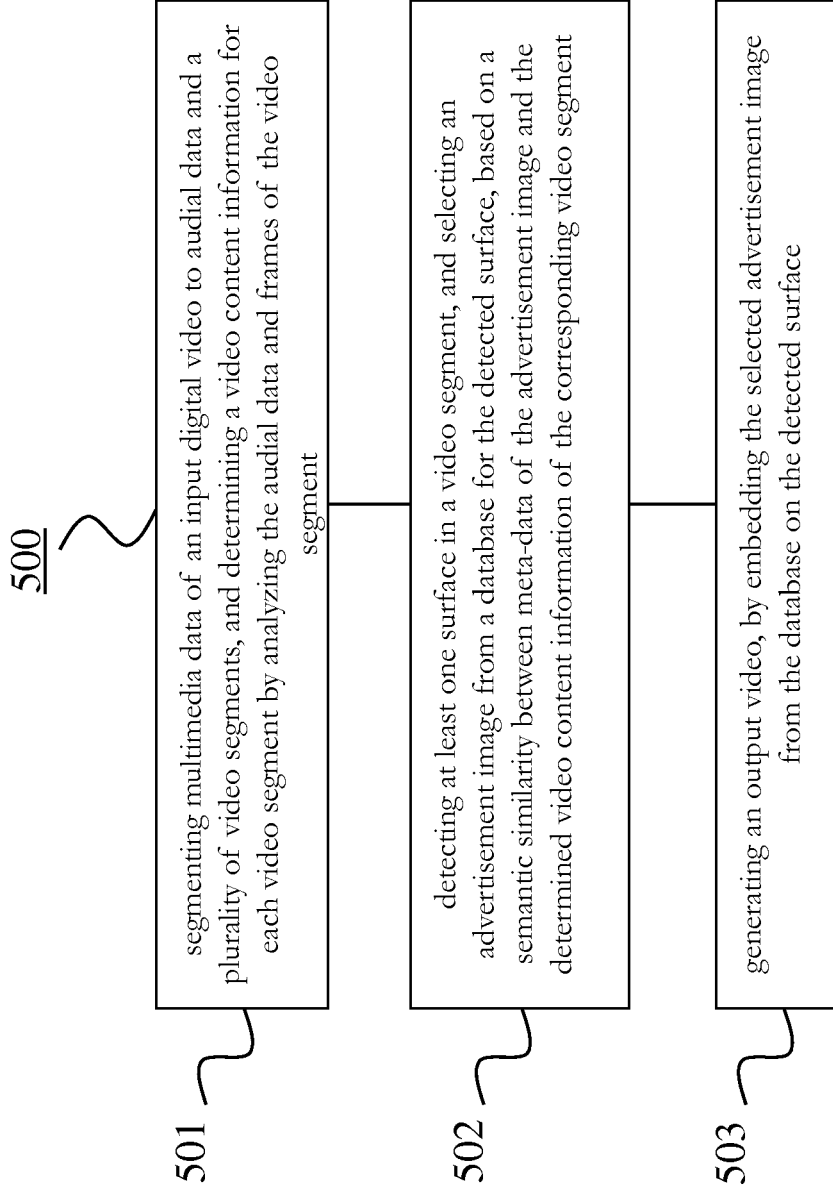 500
501
segmenting multimedia data of an input digital video to audial data and a
plurality of video segments, and determining a video content information for
each video segment by analyzing the audial data and frames of the video
segment
502
detecting at least one surface in a video segment, and selecting an
advertisement image from a database for the detected surface, based on a
semantic similarity between meta-data of the advertisement image and the
determined video content information of the corresponding video segment
503
generating an output video, by embedding the selected advertisement image
from the database on the detected surface